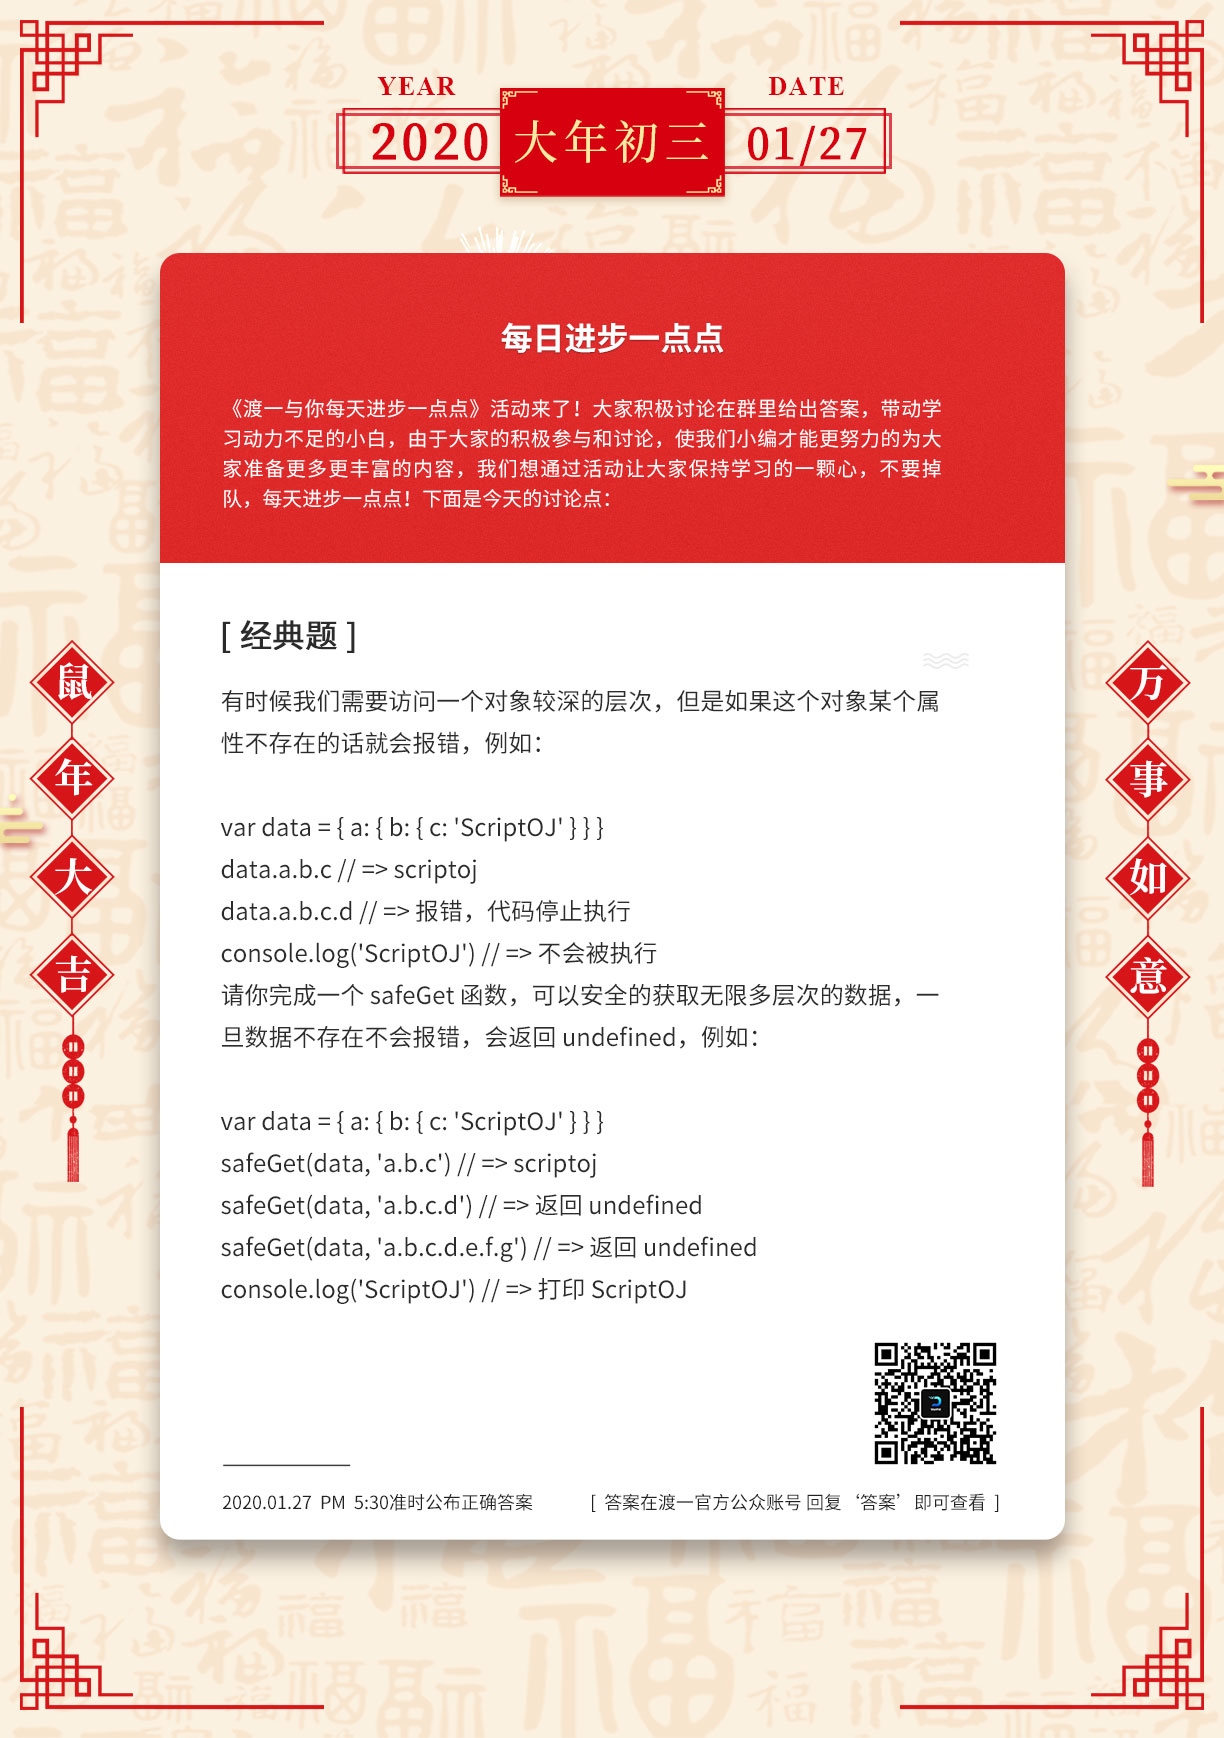 YEAR
DATE
2020
大年初三
01/27
每日进步一点点
《渡一与你每天进步一点点》活动来了！大家积极讨论在群里给出答案，带动学
习动力不足的小白，由于大家的积极参与和讨论，使我们小编才能更努力的为大
家准备更多更丰富的内容，我们想通过活动让大家保持学习的一颗心，不要掉
队，每天进步一点点！下面是今天的讨论点：
[ 经典题 ]
有时候我们需要访问一个对象较深的层次，但是如果这个对象某个属
性不存在的话就会报错，例如：
var data = { a: { b: { c: 'ScriptOJ' } } }
data.a.b.c // => scriptoj
data.a.b.c.d // => 报错，代码停止执行
console.log('ScriptOJ') // => 不会被执行
请你完成一个 safeGet 函数，可以安全的获取无限多层次的数据，一
旦数据不存在不会报错，会返回 undefined，例如：
var data = { a: { b: { c: 'ScriptOJ' } } }
safeGet(data, 'a.b.c') // => scriptoj
safeGet(data, 'a.b.c.d') // => 返回 undefined
safeGet(data, 'a.b.c.d.e.f.g') // => 返回 undefined
console.log('ScriptOJ') // => 打印 ScriptOJ
2020.01.27 PM 5:30准时公布正确答案
[ 答案在渡一官方公众账号 回复‘答案’即可查看 ]
鼠年大吉
万事如意